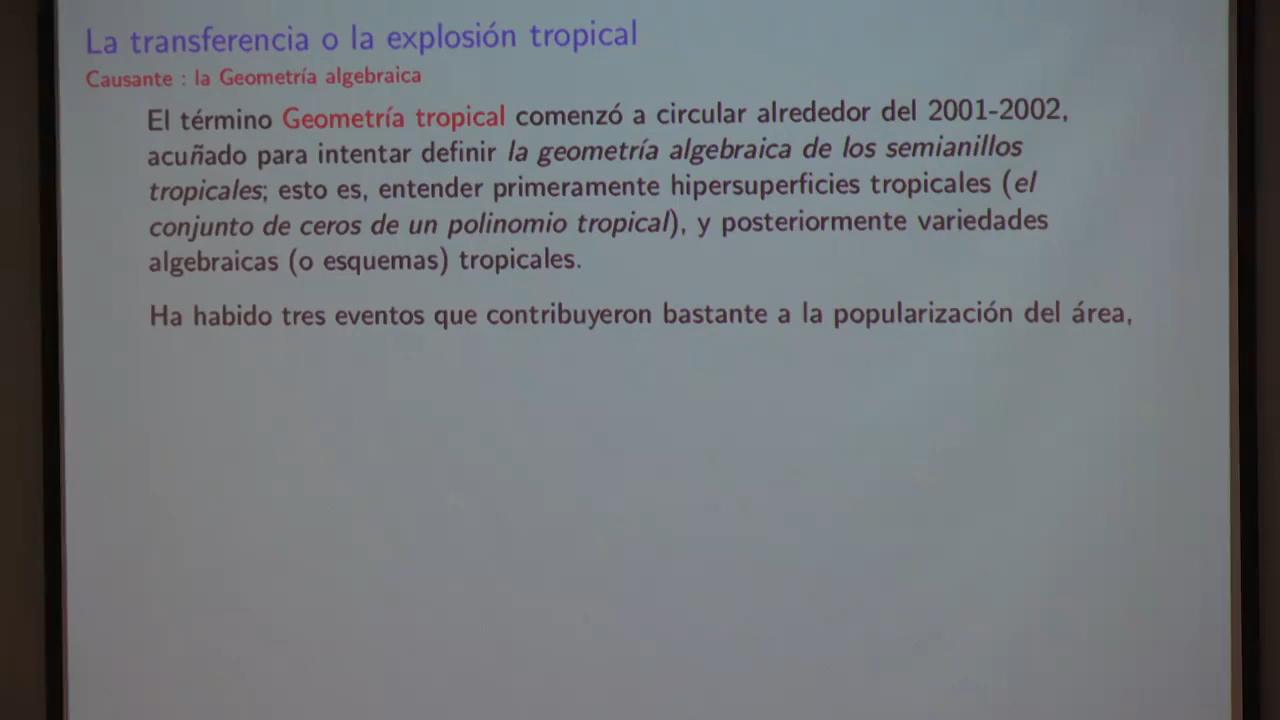 La transferencia o la explosión tropical
Causante : la Geometría algebraica
El término Geometría tropical comenzó a circular alrededor del 2001-2002,
acuñado para intentar definir la geometría algebraica de los semianillos
tropicales; esto es, entender primeramente hipersuperficies tropicales (el
conjunto de ceros de un polinomio tropical), y posteriormente variedades
algebraicas (o esquemas) tropicales.
Ha habido tres eventos que contribuyeron bastante a la popularización del área,